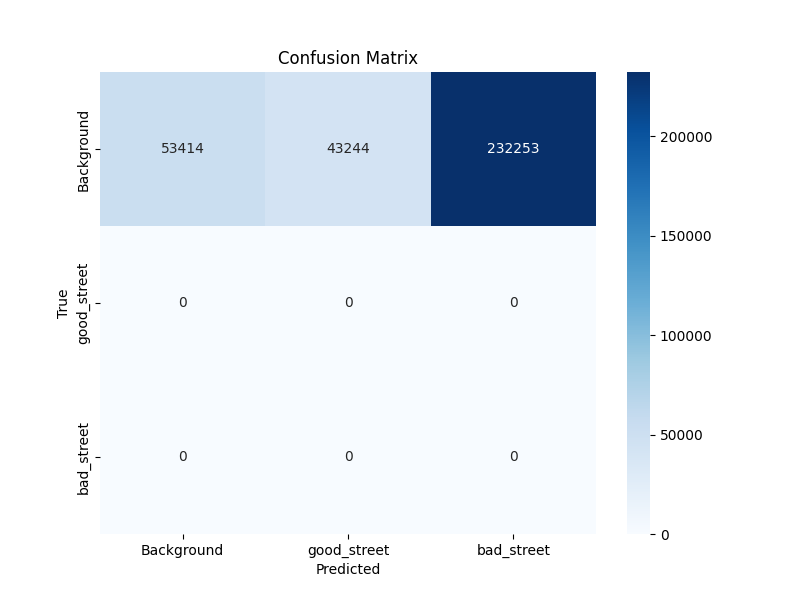 Confusion Matrix
True
Background
53414 43244 232253
good_street
0 0 0
bad_street
0 0 0
Background good_street bad_street
Predicted
200000
150000
100000
50000
0